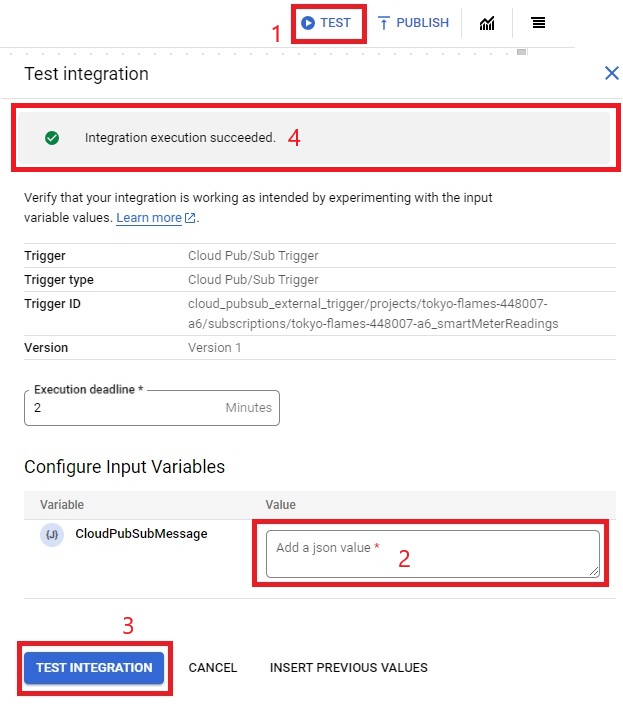 1
TEST
PUBLISH
Test integration
Integration execution succeeded. 4
Verify that your integration is working as intended by experimenting with the input
variable values. Learn more.
Trigger Cloud Pub/Sub Trigger
Trigger type Cloud Pub/Sub Trigger
Trigger ID cloud_pubsub_external_trigger/projects/tokyo-flames-448007-
a6/subscriptions/tokyo-flames-448007-a6_smartMeterReadings
Version Version 1
Execution deadline *
2 Minutes
Configure Input Variables
Variable Value
{J} CloudPubSubMessage
Add a json value * 2
3
TEST INTEGRATION CANCEL INSERT PREVIOUS VALUES